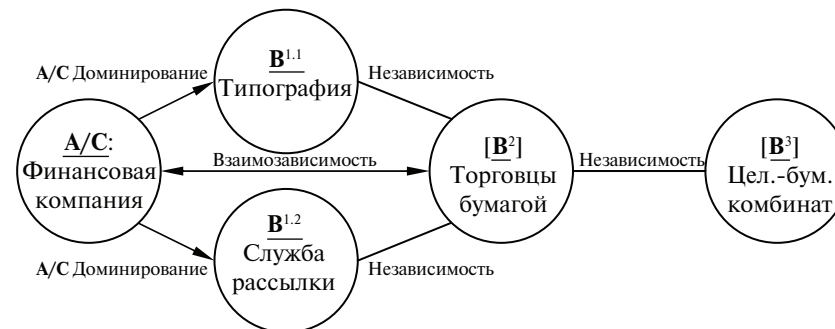 B¹·¹
А/С Доминирование
Типография
Независимость
А/С:
Финансовая
компания
Взаимозависимость
[B²]
Торговцы
бумагой
Независимость
[B³]
Цел.-бум.
комбинат
B¹·²
Служба
рассылки
А/С Доминирование
Независимость